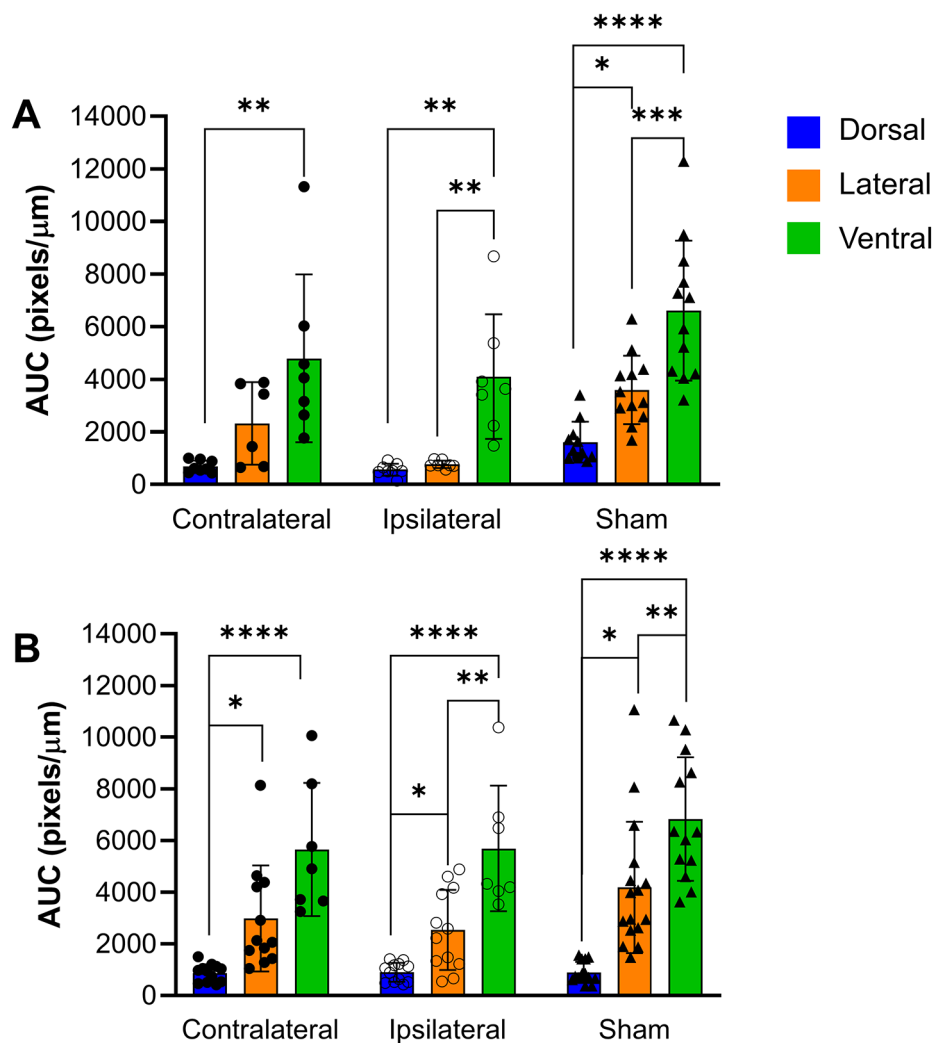 ****
*
A
14000
**
**
***
Dorsal
12000
Lateral
10000
**
Ventral
8000
6000
4000
2000
0
AUC (pixels/μm)
Contralateral
Ipsilateral
Sham
****
B
14000
****
****
*
**
12000
*
**
10000
8000
*
6000
4000
2000
0
AUC (pixels/μm)
Contralateral
Ipsilateral
Sham